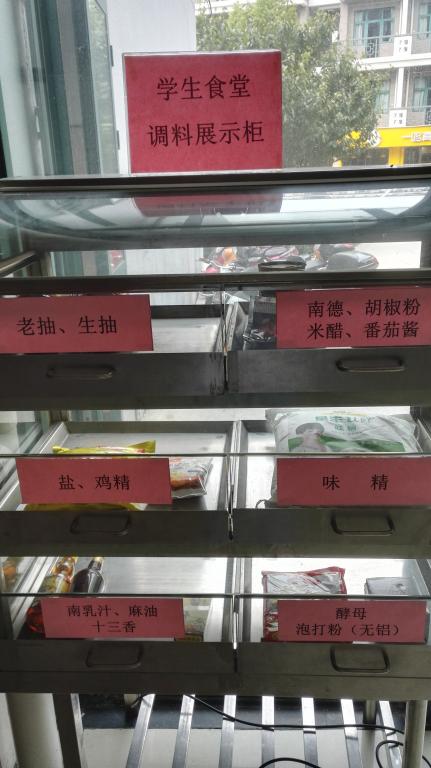 学生食堂
调料展示柜
老抽、生抽
南德、胡椒粉
米醋、番茄酱
盐、鸡精
味 精
南乳汁、麻油
十三香
酵母
泡打粉（无铝）